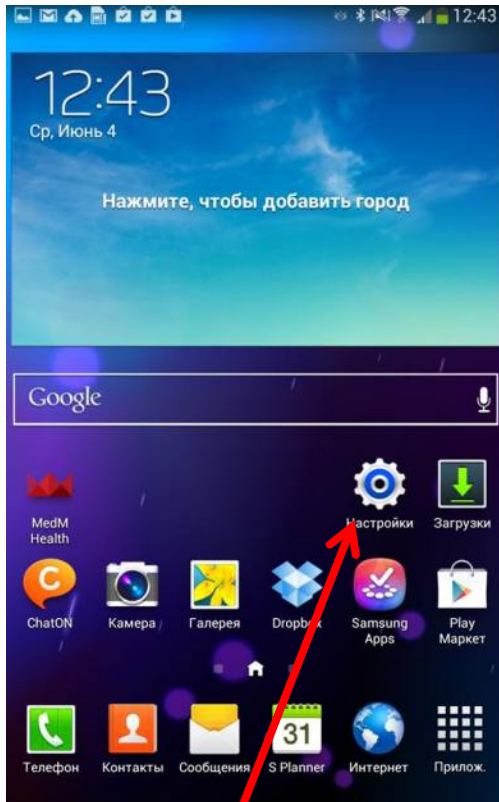 12:43
12:43
Ср, Июнь 4
Нажмите, чтобы добавить город
Google
MedM
Health
Настройки
Загрузки
ChatON
Камера
Галерея
Dropbox
Samsung
Apps
Play
Маркет
31
Телефон
Контакты
Сообщения
S Planner
Интернет
Прилож.